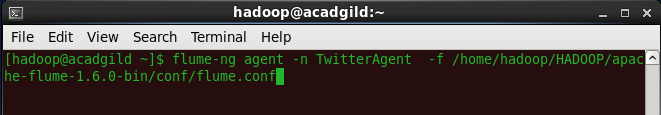 hadoop@acadgild:~
File Edit View Search Terminal Help
[hadoop@acadgild ~]$ flume-ng agent -n TwitterAgent  -f /home/hadoop/HADOOP/apac
he-flume-1.6.0-bin/conf/flume.conf